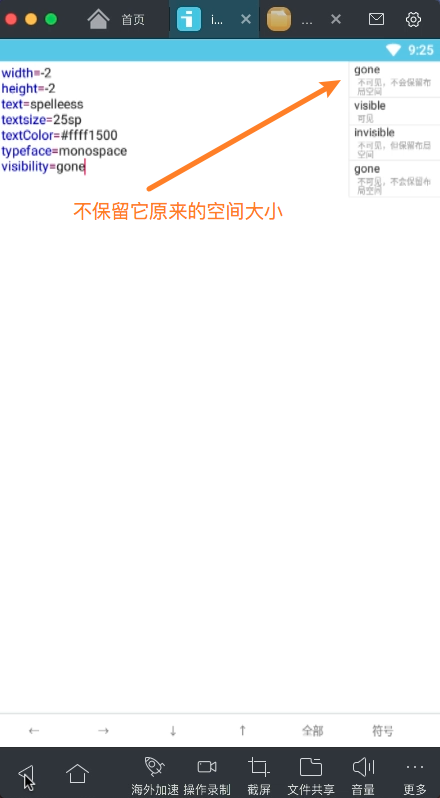 首页
i...
...
9:25
width=-2
height=-2
text=spelleess
textsize=25sp
textColor=#ffff1500
typeface=monospace
visibility=gone
gone
不可见，不会保留布
局空间
visible
可见
invisible
不可见，但保留布局
空间
gone
不可见，不会保留布
局空间
不保留它原来的空间大小
← → ↓ ↑ 全部 符号
海外加速 操作录制 截屏 文件共享 音量 更多